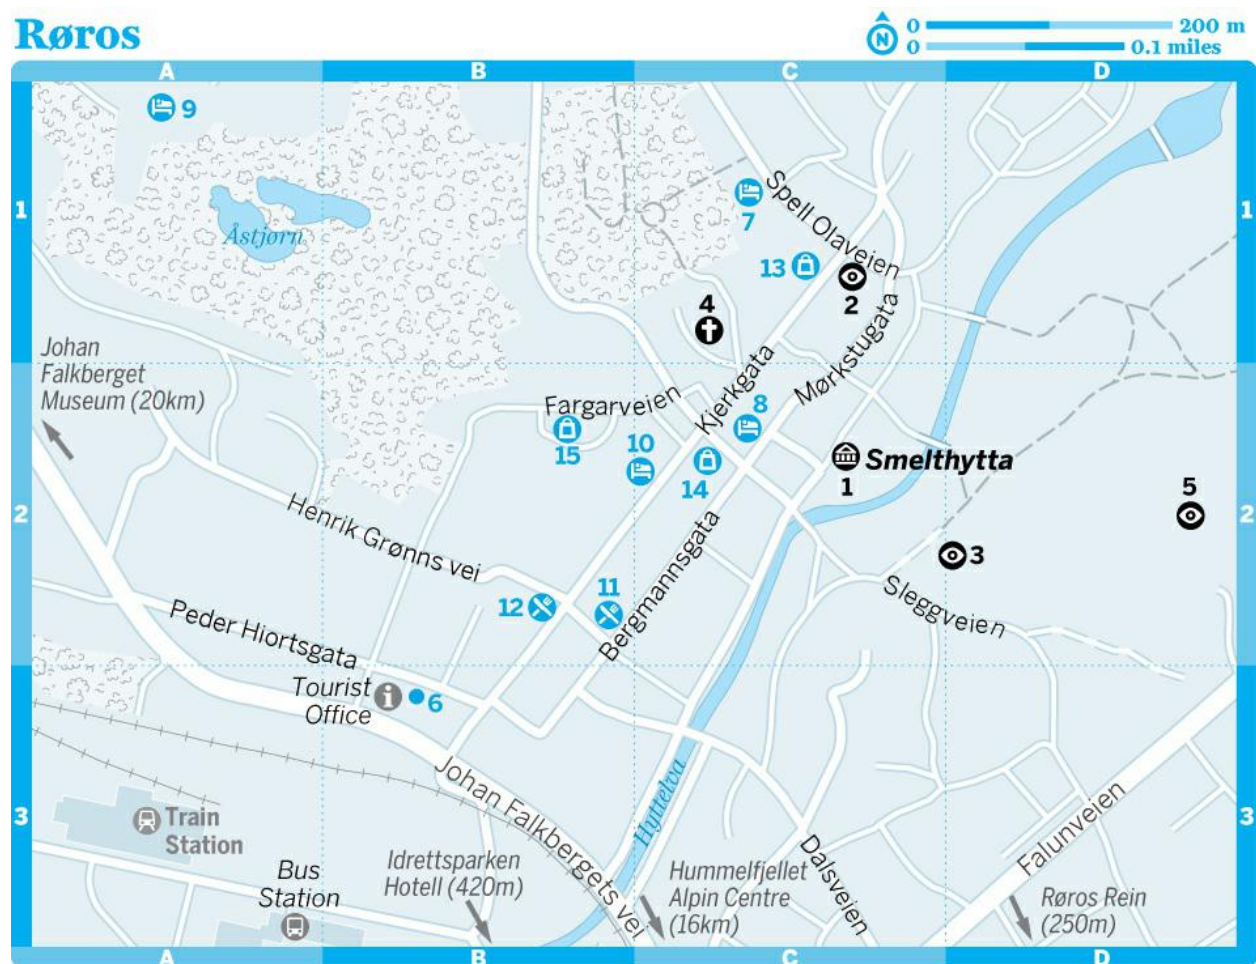 Røros
N
0
200 m
0
0.1 miles
A
B
C
D
1
1
9
7
Spell Olaveien
Åstjørn
13
2
4
Mørkstugata
Johan
Falkberget
Museum (20km)
Kjerkgata
Fargarveien
8
15
10
14
Smelthytta
1
5
2
2
3
Henrik Grønns vei
Bergmannsgata
Sleggveien
12
11
Peder Hiortsgata
Tourist
Office
6
Johan Falkbergets vei
Hyttelva
Train
Station
3
3
Falunveien
Dalsveien
Bus
Station
Idrettsparken
Hotell (420m)
Hummelfjellet
Alpin Centre
(16km)
Røros Rein
(250m)
A
B
C
D